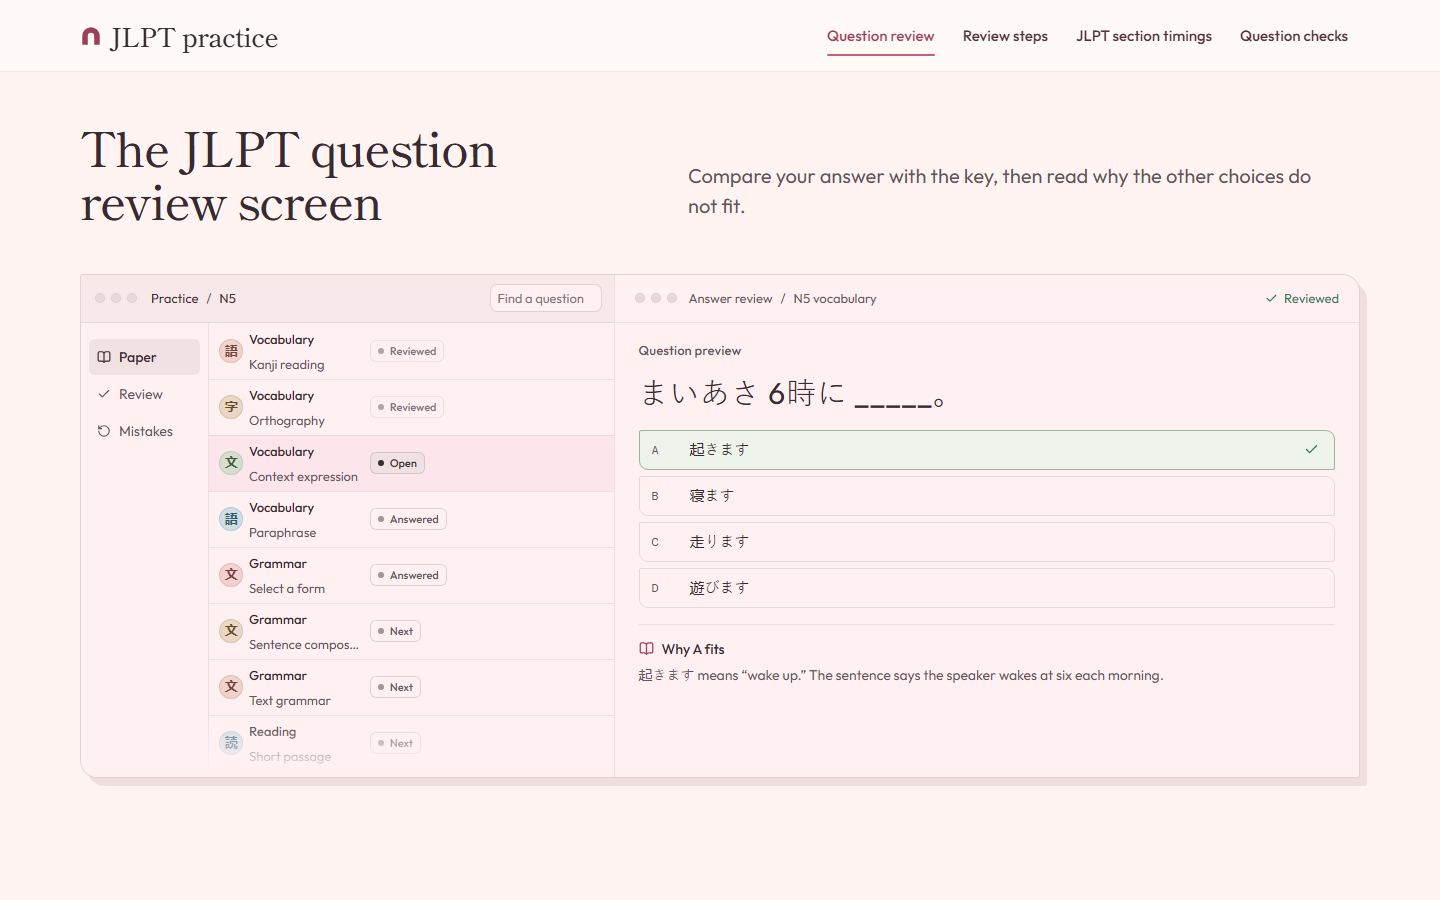 JLPT practice
Question review
Review steps
JLPT section timings
Question checks
The JLPT question
review screen
Compare your answer with the key, then read why the other choices do
not fit.
Practice / N5
Find a question
Paper
Review
Mistakes
語 Vocabulary
Kanji reading
Reviewed
字 Vocabulary
Orthography
Reviewed
文 Vocabulary
Context expression
Open
語 Vocabulary
Paraphrase
Answered
文 Grammar
Select a form
Answered
文 Grammar
Sentence compos...
Next
文 Grammar
Text grammar
Next
読 Reading
Short passage
Next
Answer review / N5 vocabulary
Reviewed
Question preview
まいあさ 6時に _____。
A 起きます
B 寝ます
C 走ります
D 遊びます
Why A fits
起きます means “wake up.” The sentence says the speaker wakes at six each morning.